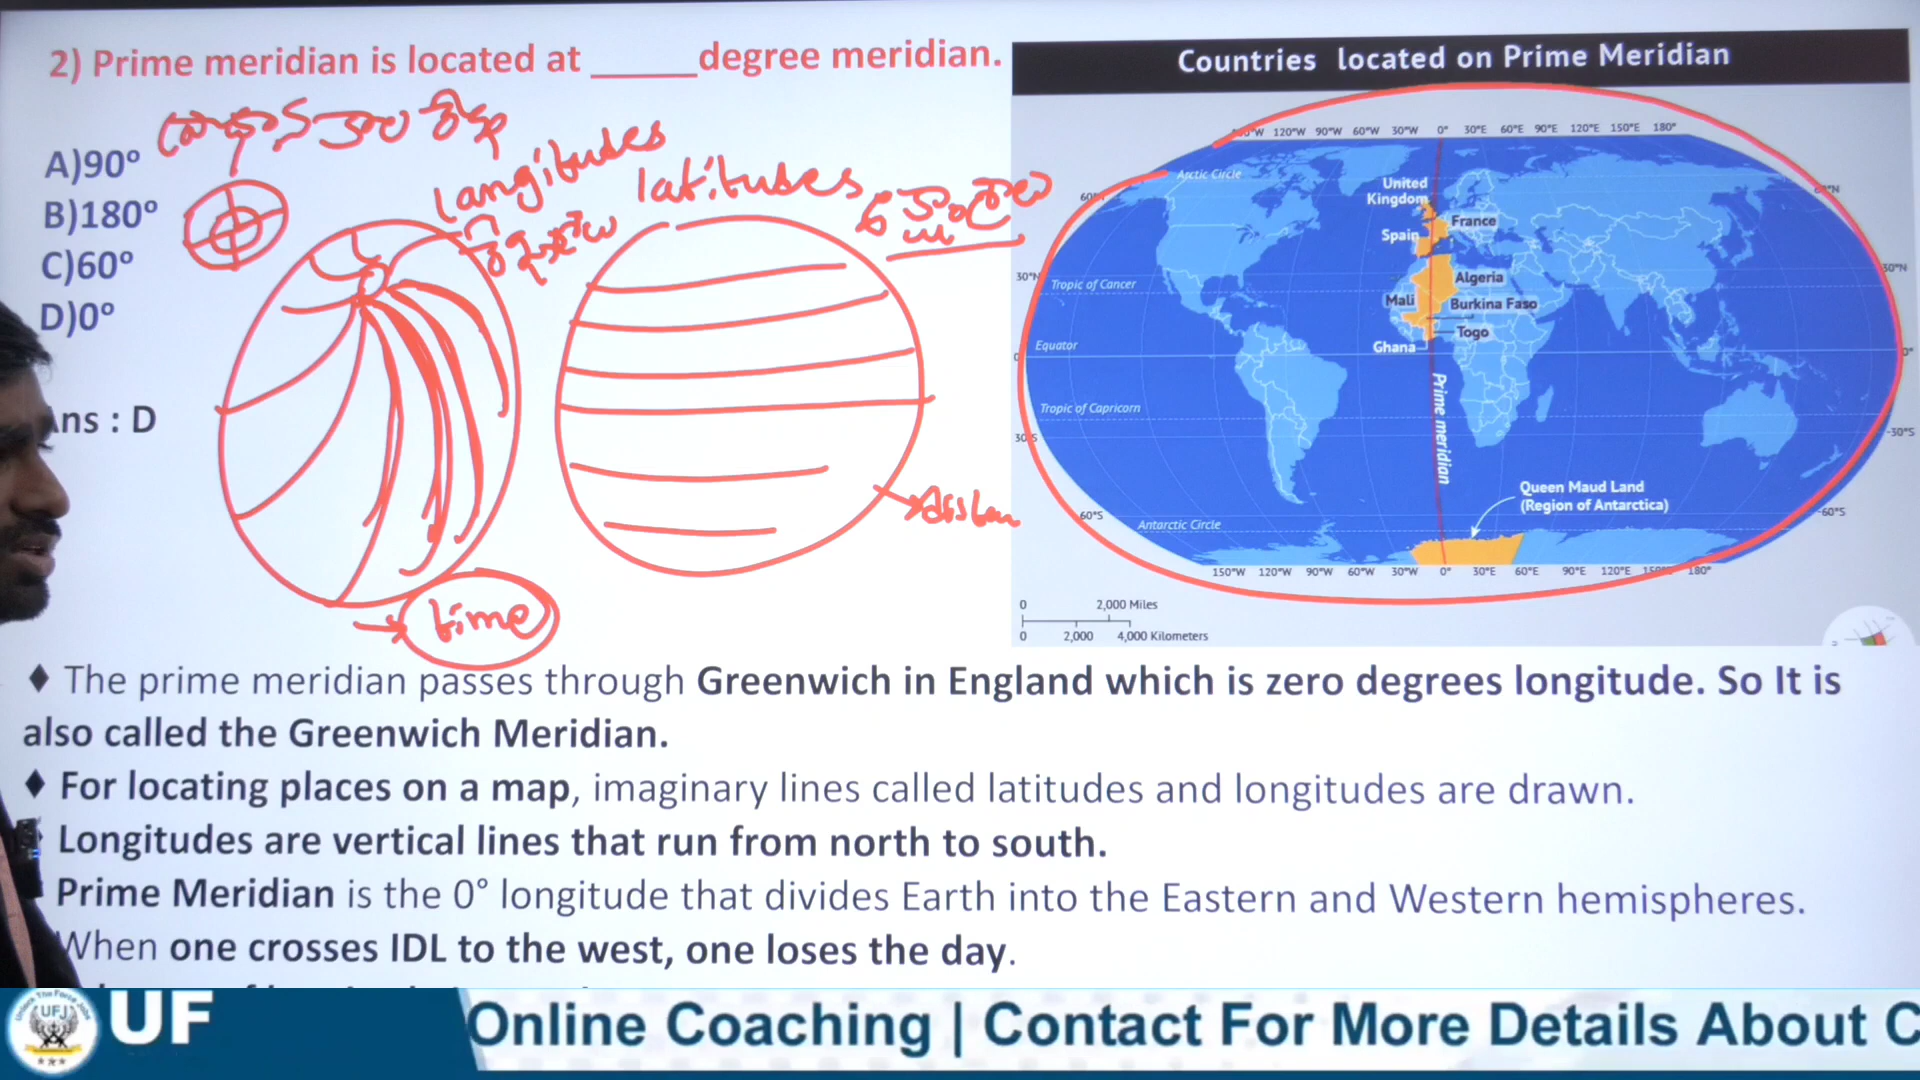 2) Prime meridian is located at _____degree meridian.
A)90º
B)180º
C)60º
D)0º
Ans : D
Langitudes
latitudes
time
Countries located on Prime Meridian
120°W 90°W 60°W 30°W 0° 30°E 60°E 90°E 120°E 150°E 180°
Arctic Circle
United
Kingdom
France
Spain
30°N
Tropic of Cancer
Algeria
Mali
Burkina Faso
Togo
Ghana
Equator
0°
Tropic of Capricorn
30°S
-30°S
Prime meridian
Queen Maud Land
(Region of Antarctica)
60°S
-60°S
Antarctic Circle
150°W 120°W 90°W 60°W 30°W 0° 30°E 60°E 90°E 120°E 150°E 180°
0 2,000 Miles
0 2,000 4,000 Kilometers
♦ The prime meridian passes through Greenwich in England which is zero degrees longitude. So It is
also called the Greenwich Meridian.
♦ For locating places on a map, imaginary lines called latitudes and longitudes are drawn.
Longitudes are vertical lines that run from north to south.
Prime Meridian is the 0° longitude that divides Earth into the Eastern and Western hemispheres.
When one crosses IDL to the west, one loses the day.
UFJ
UF
Online Coaching | Contact For More Details About C